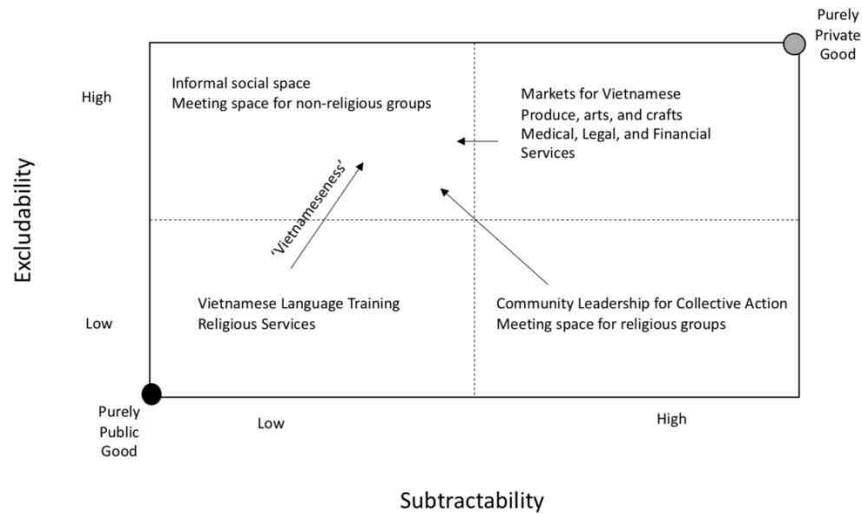 Purely
Private
Good
High
Informal social space
Meeting space for non-religious groups
Markets for Vietnamese
Produce, arts, and crafts
Medical, Legal, and Financial
Services
'Vietnameseness'
Excludability
Vietnamese Language Training
Religious Services
Community Leadership for Collective Action
Meeting space for religious groups
Low
Purely
Public
Good
Low
High
Subtractability